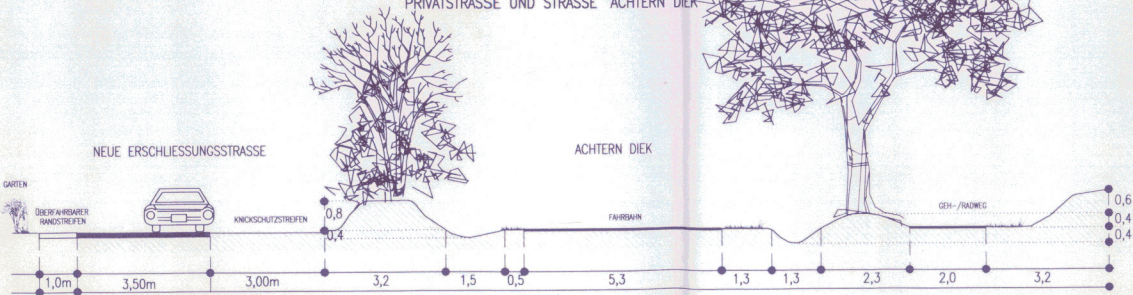 PRIVATSTRASSE UND STRASSE "ACHTERN DIEK"
NEUE ERSCHLIESSUNGSSTRASSE
ACHTERN DIEK
GARTEN
ÜBERFAHRBARER
RANDSTREIFEN
KNICKSCHUTZSTREIFEN
FAHRBAHN
GEH-/RADWEG
0,8
0,4
0,6
0,4
0,4
1,0m 3,50m 3,00m 3,2 1,5 0,5 5,3 1,3 1,3 2,3 2,0 3,2